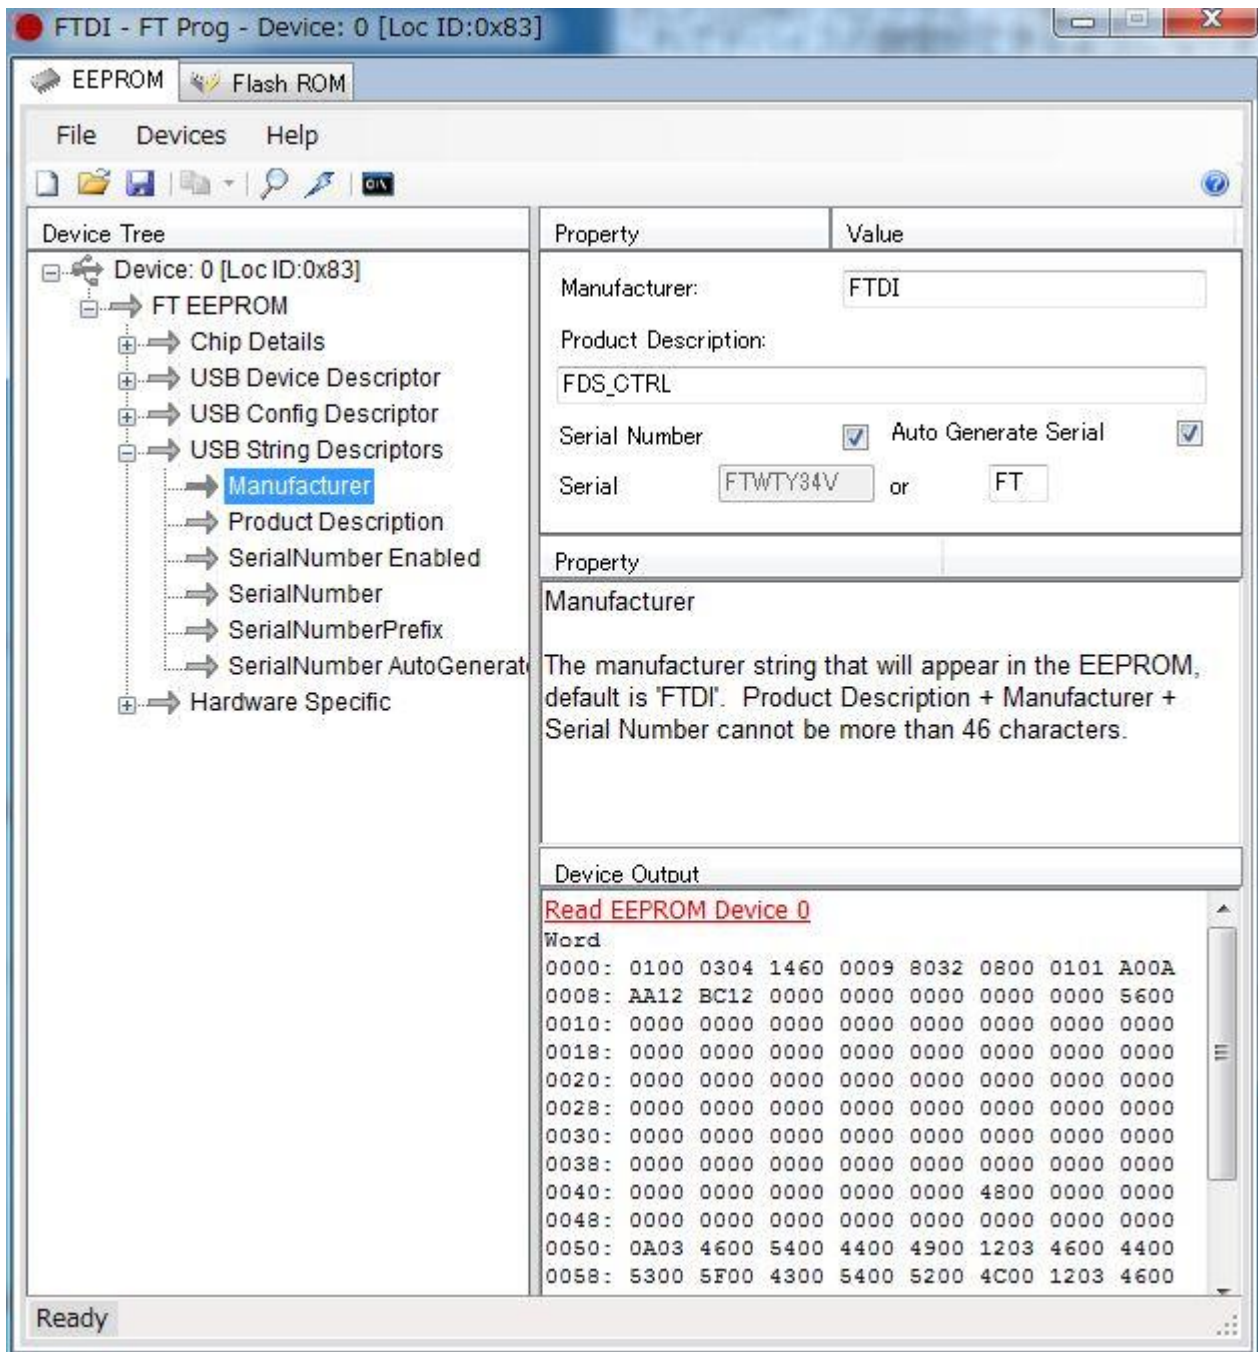 FTDI - FT Prog - Device: 0 [Loc ID:0x83]
EEPROM
Flash ROM
File Devices Help
Device Tree
Device: 0 [Loc ID:0x83]
FT EEPROM
Chip Details
USB Device Descriptor
USB Config Descriptor
USB String Descriptors
Manufacturer
Product Description
SerialNumber Enabled
SerialNumber
SerialNumberPrefix
SerialNumber AutoGenerate
Hardware Specific
Property Value
Manufacturer: FTDI
Product Description:
FDS_CTRL
Serial Number Auto Generate Serial
Serial FTWTY34V or FT
Property
Manufacturer
The manufacturer string that will appear in the EEPROM,
default is 'FTDI'. Product Description + Manufacturer +
Serial Number cannot be more than 46 characters.
Device Output
Read EEPROM Device 0
Word
0000: 0100 0304 1460 0009 8032 0800 0101 A00A
0008: AA12 BC12 0000 0000 0000 0000 0000 5600
0010: 0000 0000 0000 0000 0000 0000 0000 0000
0018: 0000 0000 0000 0000 0000 0000 0000 0000
0020: 0000 0000 0000 0000 0000 0000 0000 0000
0028: 0000 0000 0000 0000 0000 0000 0000 0000
0030: 0000 0000 0000 0000 0000 0000 0000 0000
0038: 0000 0000 0000 0000 0000 0000 0000 0000
0040: 0000 0000 0000 0000 0000 4800 0000 0000
0048: 0000 0000 0000 0000 0000 0000 0000 0000
0050: 0A03 4600 5400 4400 4900 1203 4600 4400
0058: 5300 5F00 4300 5400 5200 4C00 1203 4600
Ready